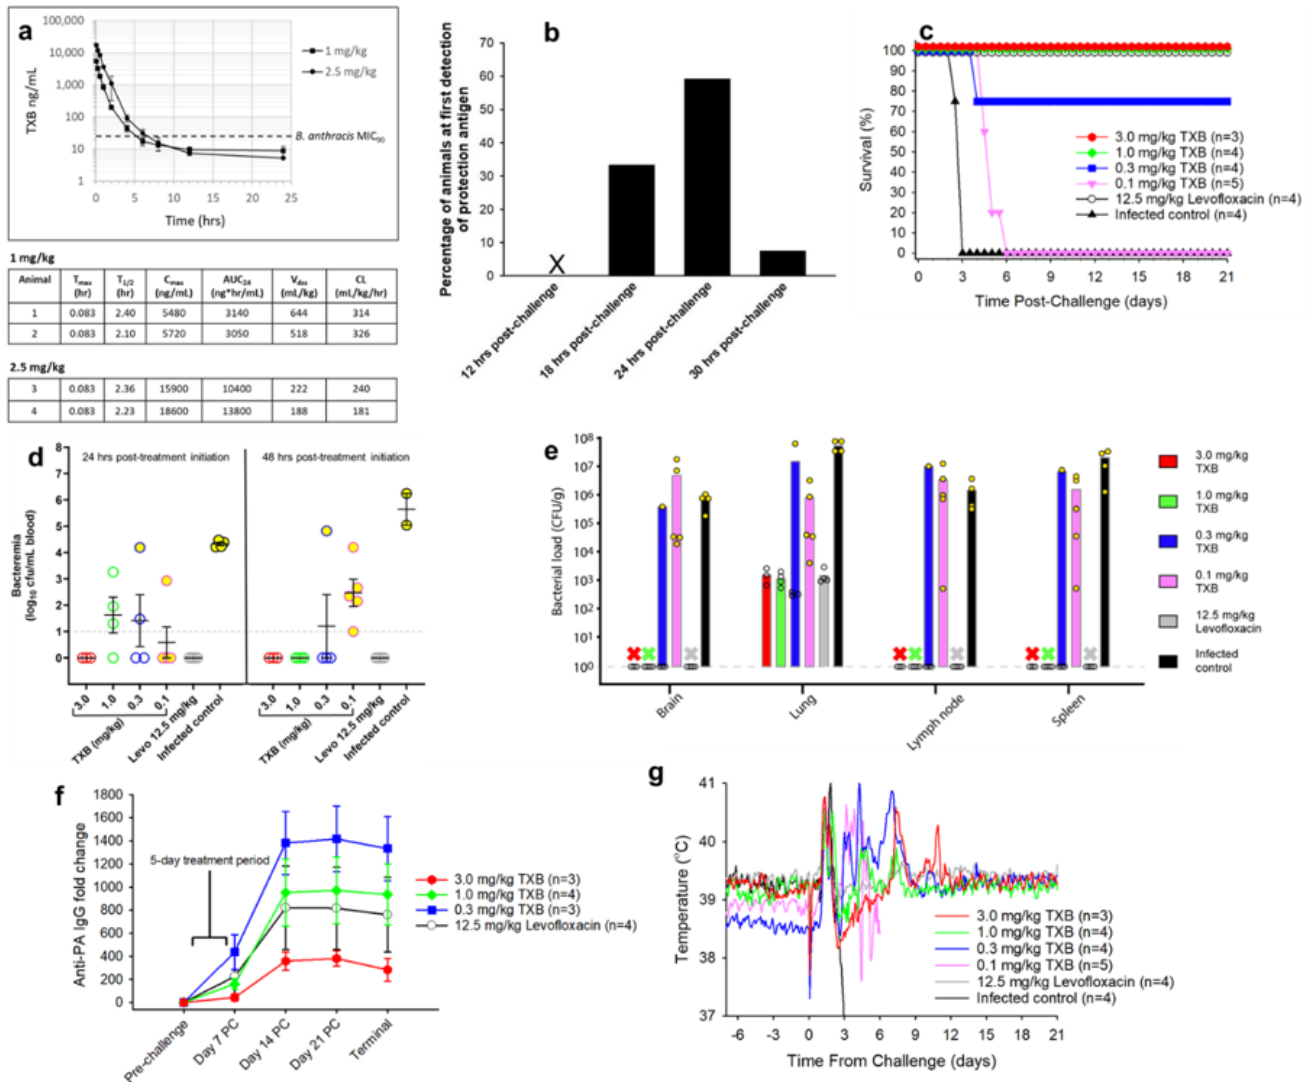 a
100,000
10,000
1,000
100
10
1
TXB ng/mL
1 mg/kg
2.5 mg/kg
B. anthracis MIC90
0 5 10 15 20 25
Time (hrs)
1 mg/kg
Animal Tmax (hr) T1/2 (hr) Cmax (ng/mL) AUC24 (ng*hr/mL) Vdss (mL/kg) CL (mL/kg/hr)
1 0.083 2.40 5480 3140 644 314
2 0.083 2.10 5720 3050 518 326
2.5 mg/kg
3 0.083 2.36 15900 10400 222 240
4 0.083 2.23 18600 13800 188 181
b
Percentage of animals at first detection
of protection antigen
70
60
50
40
30
20
10
0
X
12 hrs post-challenge
18 hrs post-challenge
24 hrs post-challenge
30 hrs post-challenge
c
Survival (%)
100
90
80
70
60
50
40
30
20
10
0
3.0 mg/kg TXB (n=3)
1.0 mg/kg TXB (n=4)
0.3 mg/kg TXB (n=4)
0.1 mg/kg TXB (n=5)
12.5 mg/kg Levofloxacin (n=4)
Infected control (n=4)
0 3 6 9 12 15 18 21
Time Post-Challenge (days)
d
24 hrs post-treatment initiation
48 hrs post-treatment initiation
Bacteremia
(log10 cfu/mL blood)
8
7
6
5
4
3
2
1
0
3.0 1.0 0.3 0.1 Levo 12.5 mg/kg Infected control
TXB (mg/kg)
3.0 1.0 0.3 0.1 Levo 12.5 mg/kg Infected control
TXB (mg/kg)
e
Bacterial load (CFU/g)
10⁸
10⁷
10⁶
10⁵
10⁴
10³
10²
10¹
10⁰
Brain
Lung
Lymph node
Spleen
3.0 mg/kg
TXB
1.0 mg/kg
TXB
0.3 mg/kg
TXB
0.1 mg/kg
TXB
12.5 mg/kg
Levofloxacin
Infected
control
f
Anti-PA IgG fold change
1800
1600
1400
1200
1000
800
600
400
200
0
5-day treatment period
3.0 mg/kg TXB (n=3)
1.0 mg/kg TXB (n=4)
0.3 mg/kg TXB (n=3)
12.5 mg/kg Levofloxacin (n=4)
Pre-challenge
Day 7 PC
Day 14 PC
Day 21 PC
Terminal
g
Temperature (°C)
41
40
39
38
37
3.0 mg/kg TXB (n=3)
1.0 mg/kg TXB (n=4)
0.3 mg/kg TXB (n=4)
0.1 mg/kg TXB (n=5)
12.5 mg/kg Levofloxacin (n=4)
Infected control (n=4)
-6 -3 0 3 6 9 12 15 18 21
Time From Challenge (days)